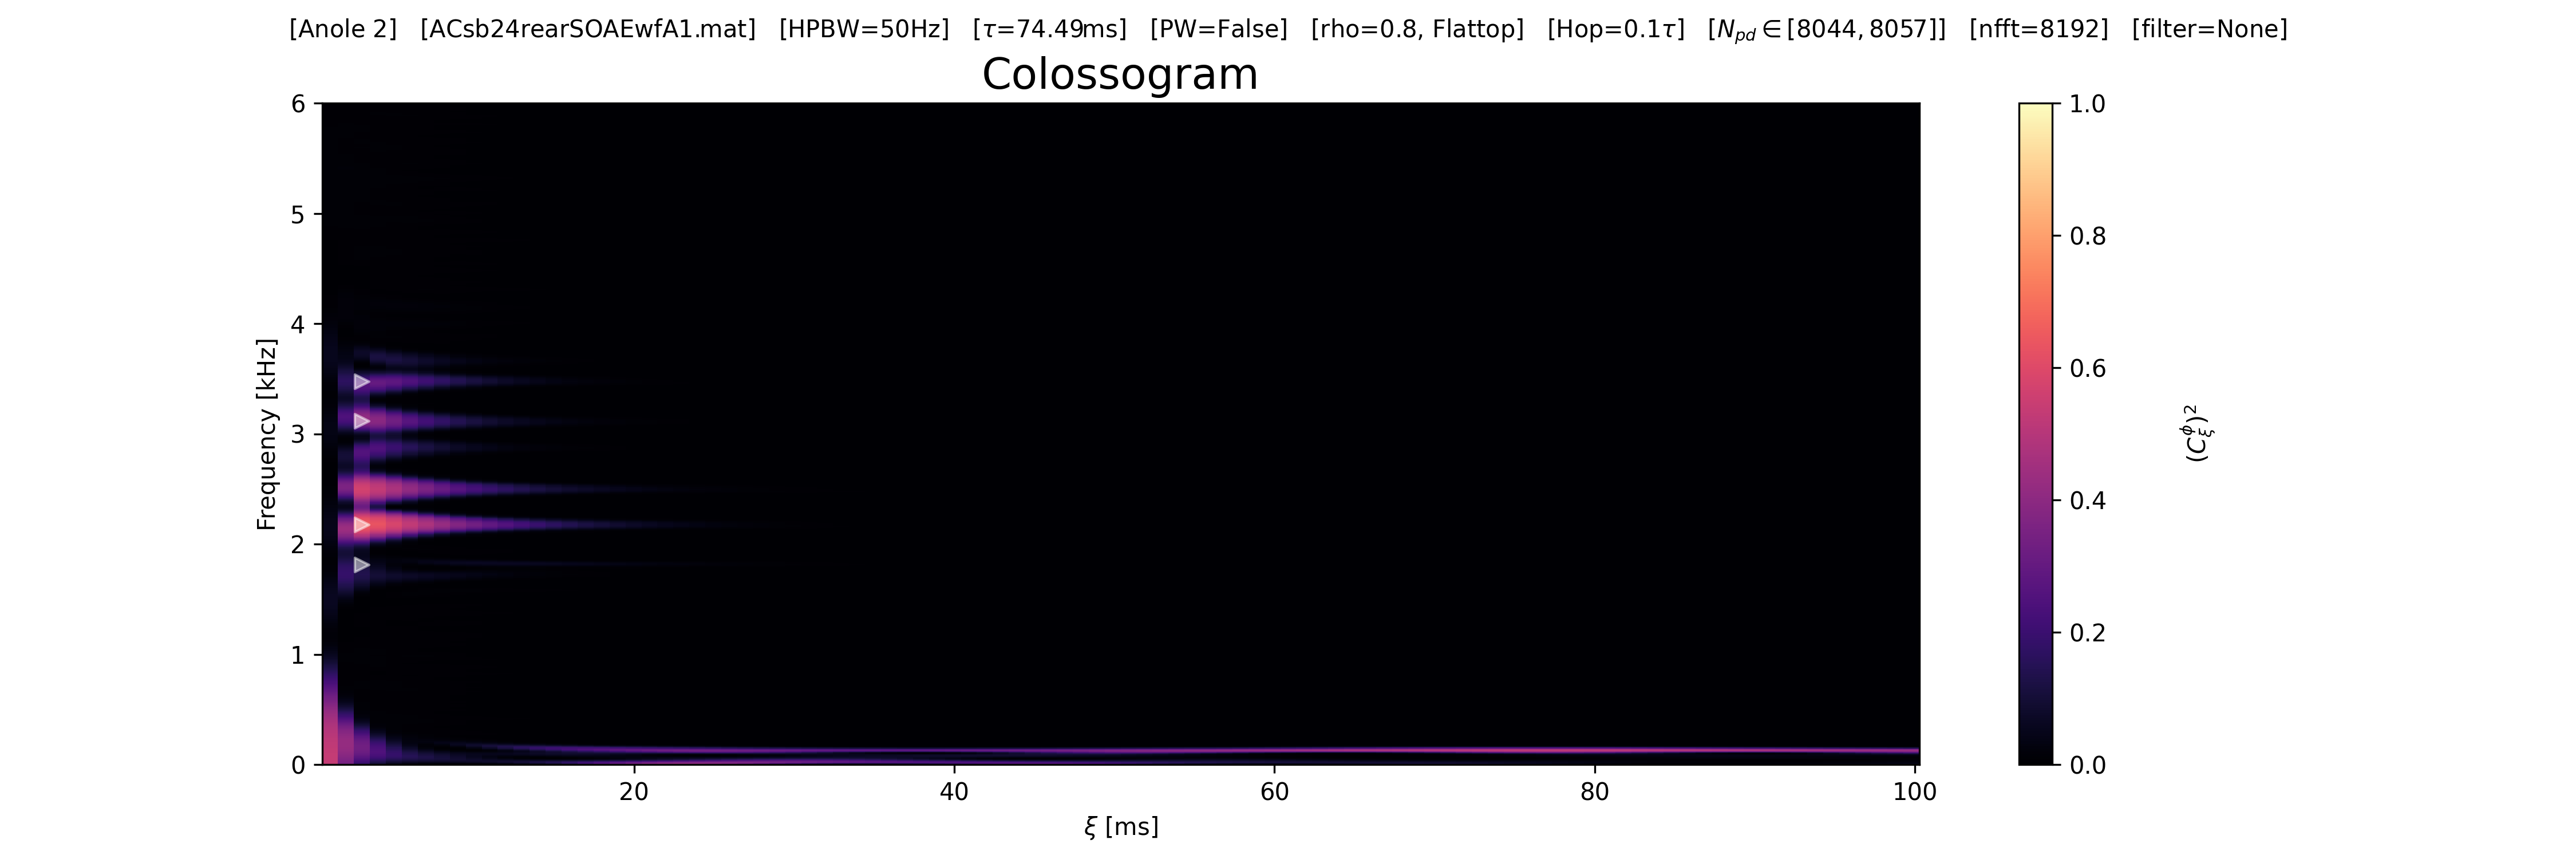 [Anole 2] [ACsb24rearSOAEwfA1.mat] [HPBW=50Hz] [τ=74.49ms] [PW=False] [rho=0.8, Flattop] [Hop=0.1τ] [N_pd ∈ [8044, 8057]] [nfft=8192] [filter=None]
Colossogram
6
5
4
3
2
1
0
Frequency [kHz]
20 40 60 80 100
ξ [ms]
1.0
0.8
0.6
0.4
0.2
0.0
(C_ξ^ϕ)^2